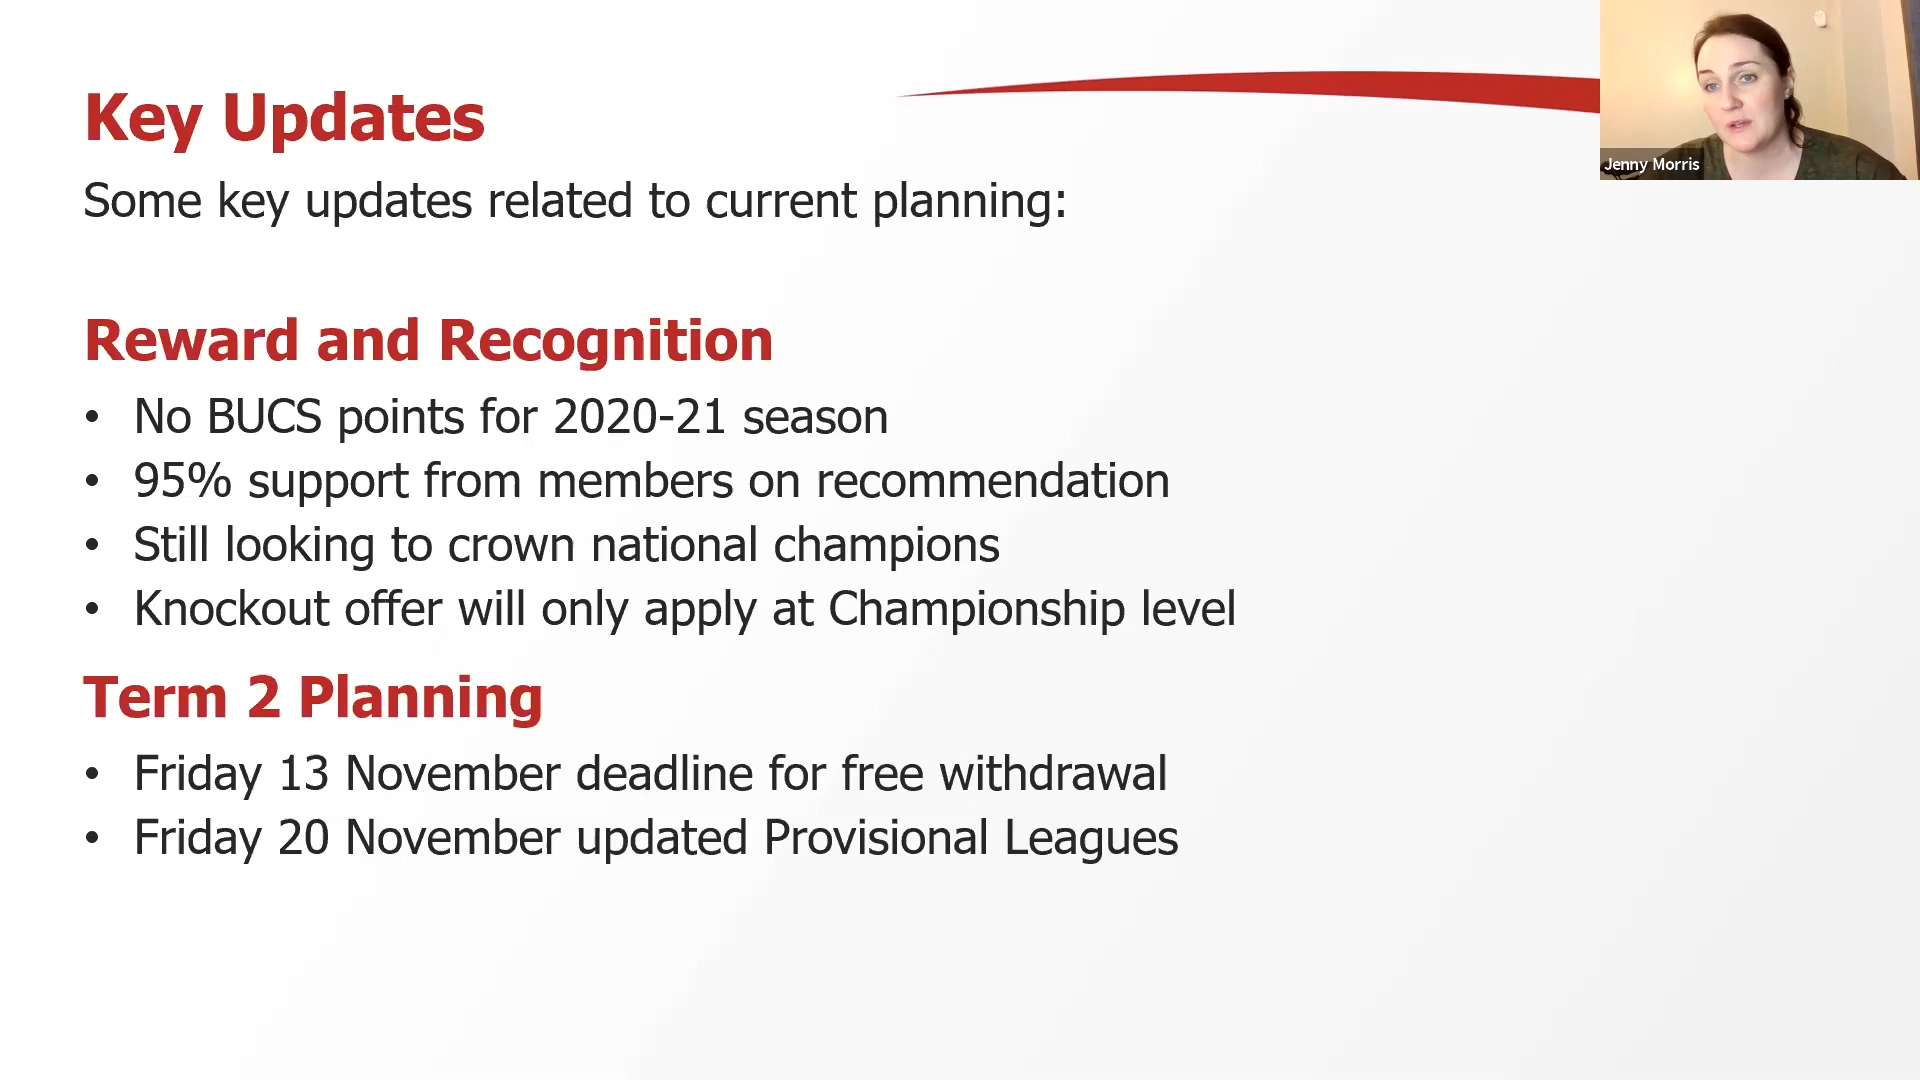 Key Updates
Jenny Morris
Some key updates related to current planning:
Reward and Recognition
• No BUCS points for 2020-21 season
• 95% support from members on recommendation
• Still looking to crown national champions
• Knockout offer will only apply at Championship level
Term 2 Planning
• Friday 13 November deadline for free withdrawal
• Friday 20 November updated Provisional Leagues